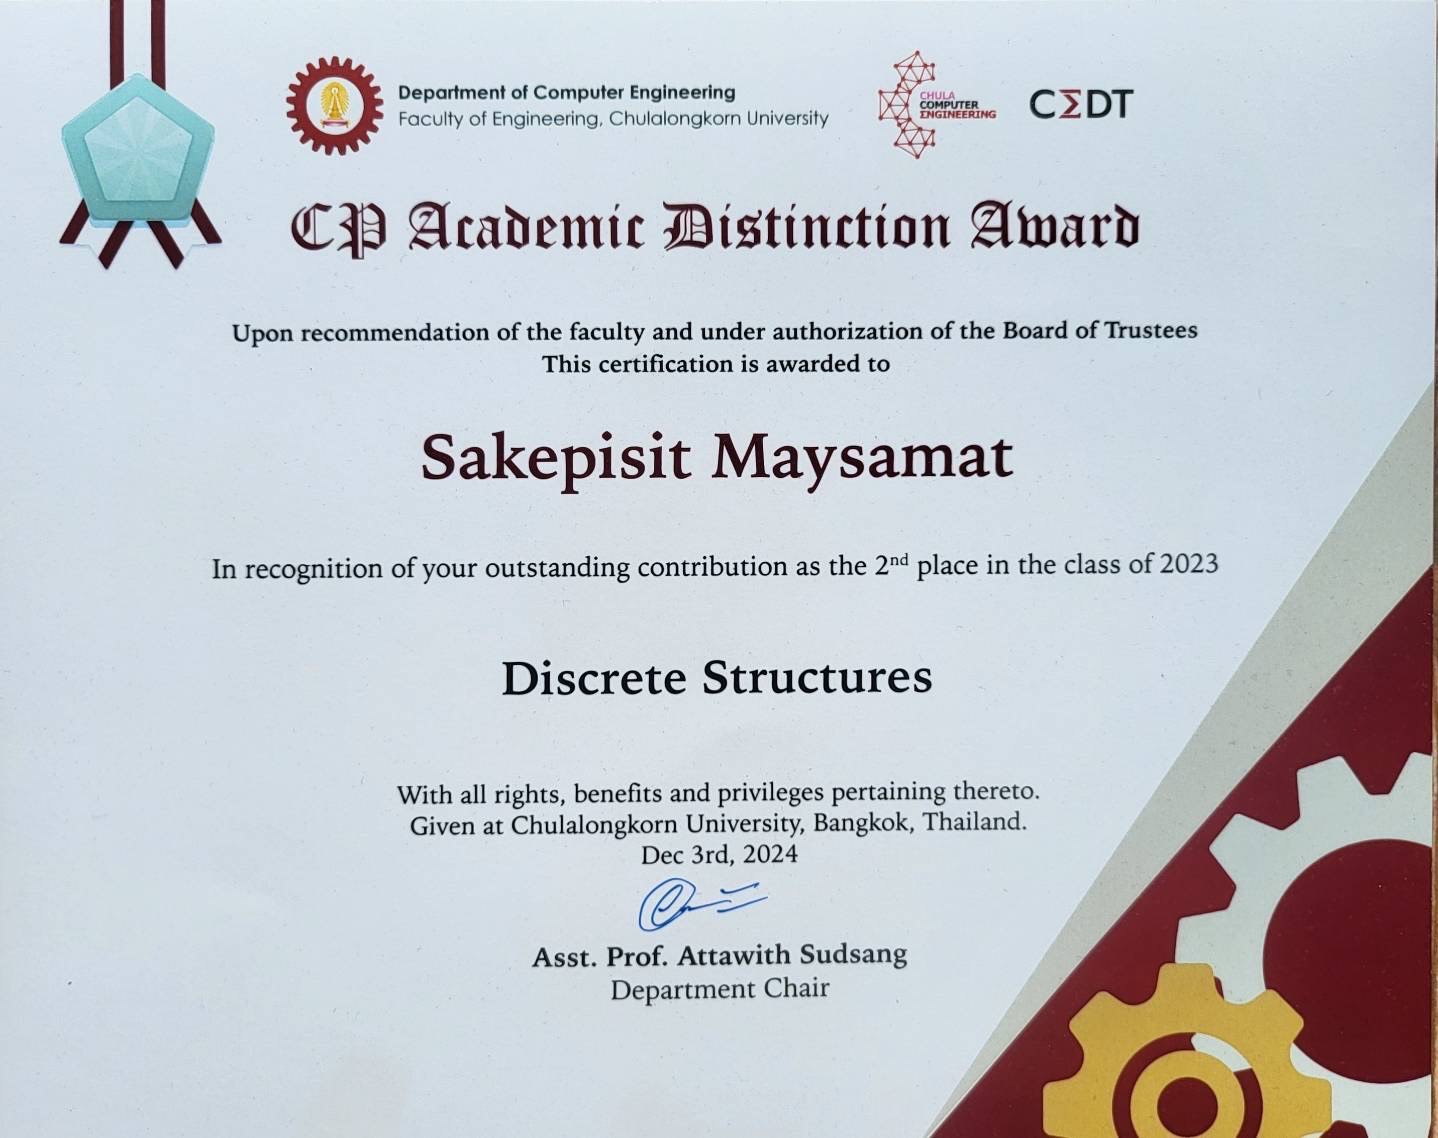 Department of Computer Engineering
Faculty of Engineering, Chulalongkorn University
CHULA
COMPUTER
ENGINEERING
CΣDT
CP Academic Distinction Award
Upon recommendation of the faculty and under authorization of the Board of Trustees
This certification is awarded to
Sakepisit Maysamat
In recognition of your outstanding contribution as the 2nd place in the class of 2023
Discrete Structures
With all rights, benefits and privileges pertaining thereto.
Given at Chulalongkorn University, Bangkok, Thailand.
Dec 3rd, 2024
Asst. Prof. Attawith Sudsang
Department Chair